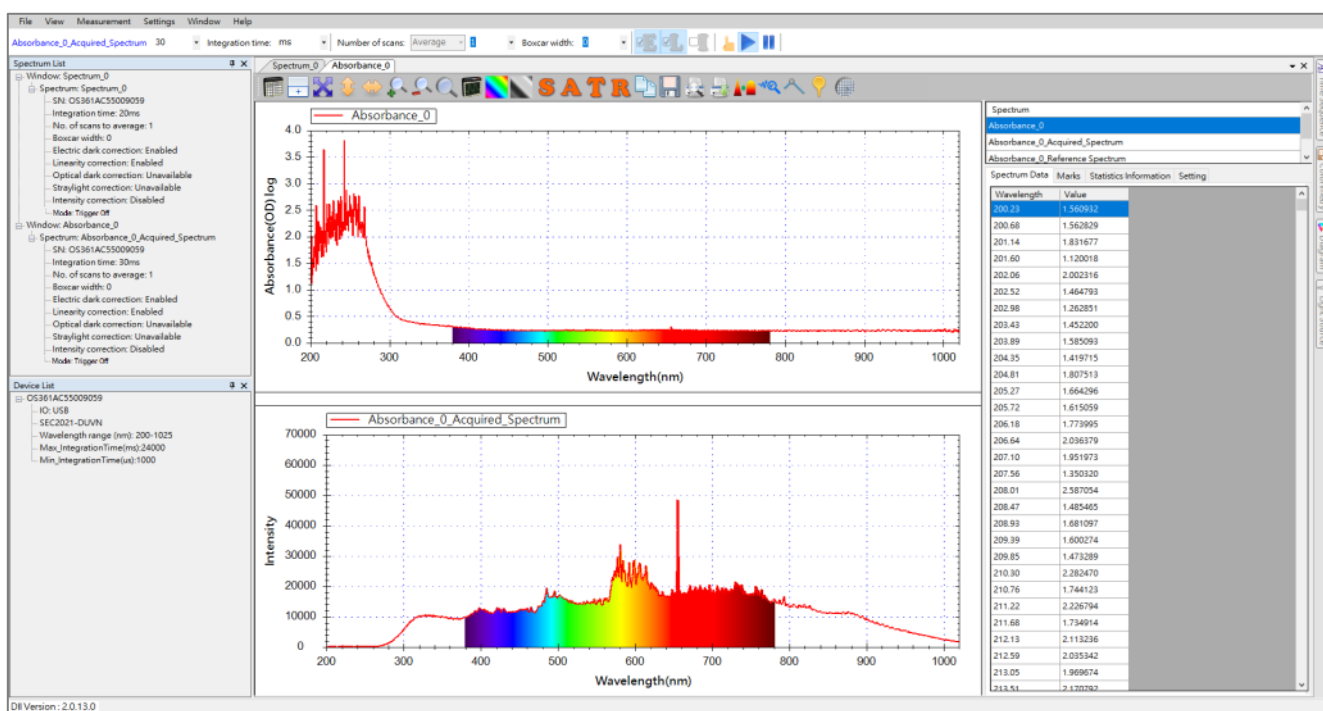 File View Measurement Settings Window Help
Absorbance_0_Acquired_Spectrum 30 Integration time: ms Number of scans: Average 1 Boxcar width: 0
Spectrum List
Window: Spectrum_0
Spectrum: Spectrum_0
SN: OS361AC55009059
Integration time: 20ms
No. of scans to average: 1
Boxcar width: 0
Electric dark correction: Enabled
Linearity correction: Enabled
Optical dark correction: Unavailable
Straylight correction: Unavailable
Intensity correction: Disabled
Mode: Trigger Off
Window: Absorbance_0
Spectrum: Absorbance_0_Acquired_Spectrum
SN: OS361AC55009059
Integration time: 30ms
No. of scans to average: 1
Boxcar width: 0
Electric dark correction: Enabled
Linearity correction: Enabled
Optical dark correction: Unavailable
Straylight correction: Unavailable
Intensity correction: Disabled
Mode: Trigger Off
Device List
OS361AC55009059
IO: USB
SEC2021-DUVN
Wavelength range (nm): 200-1025
Max_IntegrationTime(ms):24000
Min_IntegrationTime(us):1000
Spectrum_0 Absorbance_0
S A T R
Absorbance_0
Absorbance(OD) log
4.0
3.5
3.0
2.5
2.0
1.5
1.0
0.5
0.0
200 300 400 500 600 700 800 900 1000
Wavelength(nm)
Absorbance_0_Acquired_Spectrum
Intensity
70000
60000
50000
40000
30000
20000
10000
0
200 300 400 500 600 700 800 900 1000
Wavelength(nm)
Spectrum
Absorbance_0
Absorbance_0_Acquired_Spectrum
Absorbance_0_Reference Spectrum
Spectrum Data Marks Statistics Information Setting
Wavelength Value
200.23 1.560932
200.68 1.562829
201.14 1.831677
201.60 1.120018
202.06 2.002316
202.52 1.464793
202.98 1.262851
203.43 1.452200
203.89 1.585093
204.35 1.419715
204.81 1.807513
205.27 1.664296
205.72 1.615059
206.18 1.773995
206.64 2.036379
207.10 1.951973
207.56 1.350320
208.01 2.587054
208.47 1.485465
208.93 1.681097
209.39 1.600274
209.85 1.473289
210.30 2.282470
210.76 1.744123
211.22 2.226794
211.68 1.734914
212.13 2.113236
212.59 2.035342
213.05 1.969674
213.51 2.170792
Dll Version : 2.0.13.0